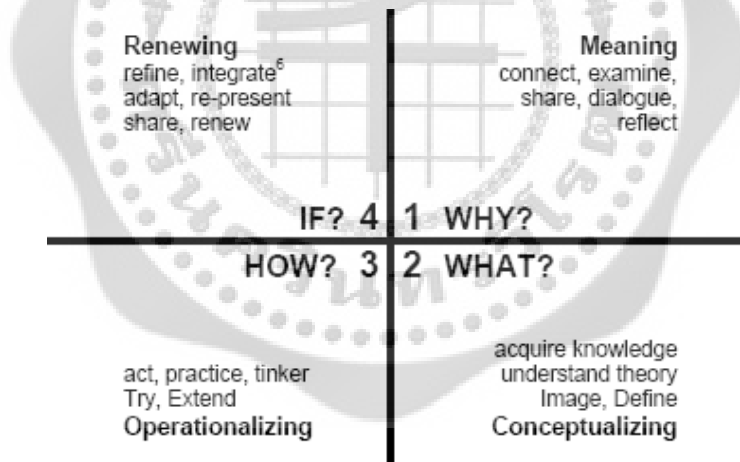 Renewing
refine, integrate6
adapt, re-present
share, renew
Meaning
connect, examine,
share, dialogue,
reflect
IF? 4
1 WHY?
HOW? 3
2 WHAT?
act, practice, tinker
Try, Extend
Operationalizing
acquire knowledge
understand theory
Image, Define
Conceptualizing